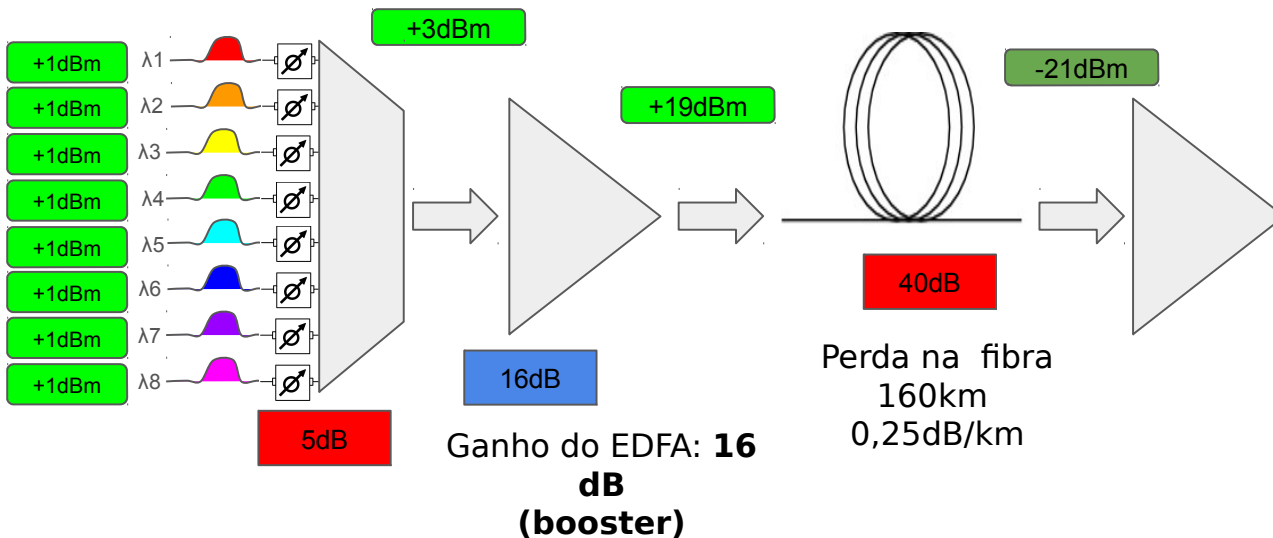 +3dBm
+1dBm λ1
+1dBm λ2
+1dBm λ3
+1dBm λ4
+1dBm λ5
+1dBm λ6
+1dBm λ7
+1dBm λ8
5dB
16dB
Ganho do EDFA: 16
dB
(booster)
+19dBm
40dB
Perda na fibra
160km
0,25dB/km
-21dBm